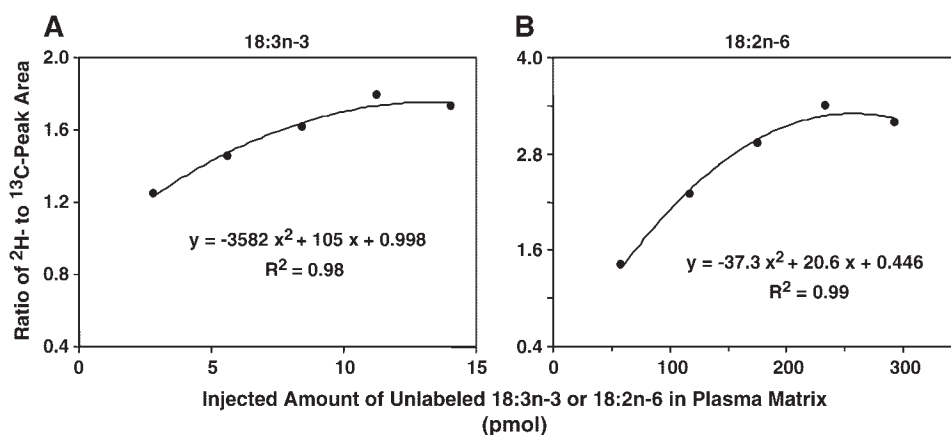 A
18:3n-3
2.0
1.6
1.2
0.8
0.4
0
5
10
15
y = -3582 x² + 105 x + 0.998
R² = 0.98
B
18:2n-6
4.0
2.8
1.6
0.4
0
100
200
300
y = -37.3 x² + 20.6 x + 0.446
R² = 0.99
Ratio of ²H- to ¹³C-Peak Area
Injected Amount of Unlabeled 18:3n-3 or 18:2n-6 in Plasma Matrix
(pmol)